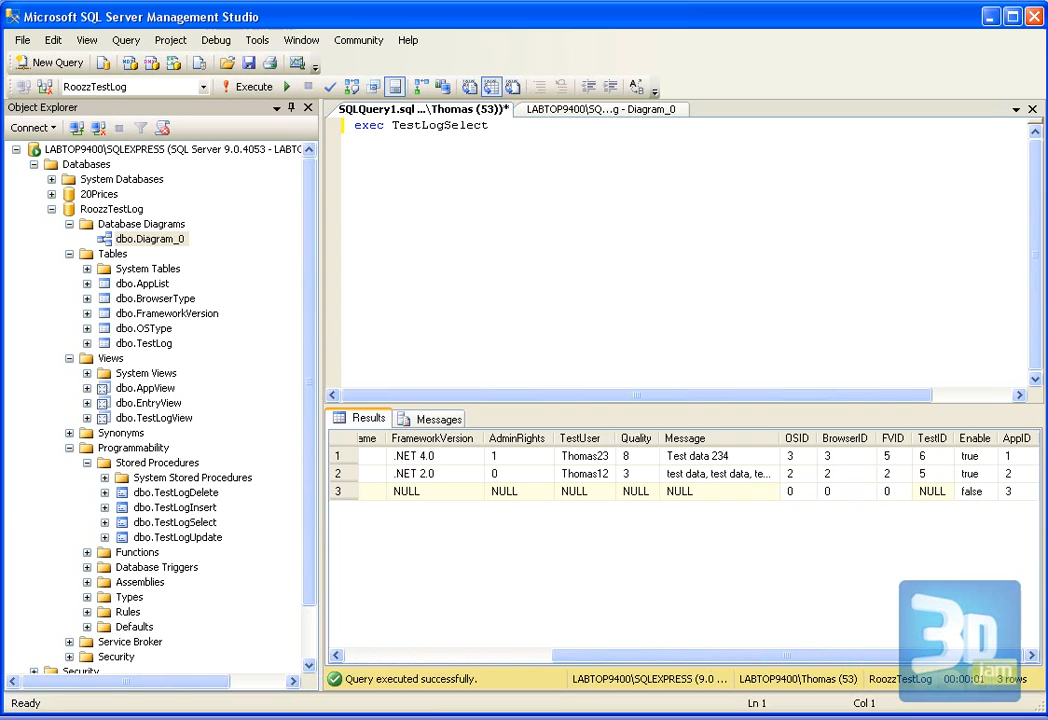 Microsoft SQL Server Management Studio
File Edit View Query Project Debug Tools Window Community Help
New Query
RoozzTestLog Execute
Object Explorer
SQLQuery1.sql ...\Thomas (53))* LABTOP9400\SQ...g - Diagram_0
Connect
exec TestLogSelect
LABTOP9400\SQLEXPRESS (SQL Server 9.0.4053 - LABTC
Databases
System Databases
20Prices
RoozzTestLog
Database Diagrams
dbo.Diagram_0
Tables
System Tables
dbo.AppList
dbo.BrowserType
dbo.FrameworkVersion
dbo.OSType
dbo.TestLog
Views
System Views
dbo.AppView
dbo.EntryView
dbo.TestLogView
Synonyms
Programmability
Stored Procedures
System Stored Procedures
dbo.TestLogDelete
dbo.TestLogInsert
dbo.TestLogSelect
dbo.TestLogUpdate
Functions
Database Triggers
Assemblies
Types
Rules
Defaults
Service Broker
Security
Security
Results Messages
ame FrameworkVersion AdminRights TestUser Quality Message OSID BrowserID FVID TestID Enable AppID
1 .NET 4.0 1 Thomas23 8 Test data 234 3 3 5 6 true 1
2 .NET 2.0 0 Thomas12 3 test data, test data, te... 2 2 2 5 true 2
3 NULL NULL NULL NULL NULL 0 0 0 NULL false 3
3D
jam
Query executed successfully. LABTOP9400\SQLEXPRESS (9.0 ... LABTOP9400\Thomas (53) RoozzTestLog 00:00:01 3 rows
Ready Ln 1 Col 1